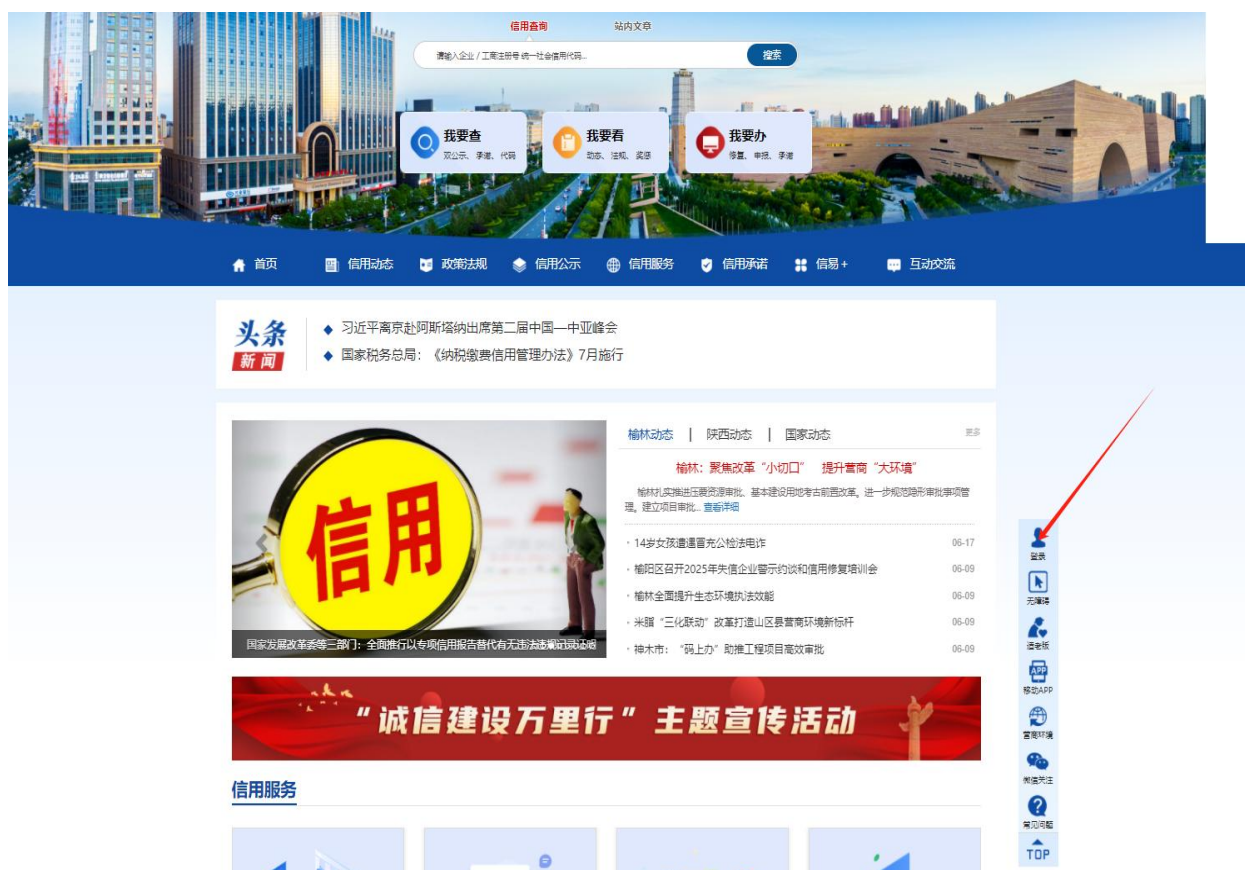 信用查询
站内文章
请输入企业 / 工商注册号 统一社会信用代码...
搜索
我要查
双公示、承诺、代码
我要看
动态、法规、奖惩
我要办
修复、申报、承诺
首页
信用动态
政策法规
信用公示
信用服务
信用承诺
信易+
互动交流
头条
新闻
习近平离京赴阿斯塔纳出席第二届中国—中亚峰会
国家税务总局：《纳税缴费信用管理办法》7月施行
信用
国家发展改革委等三部门：全面推行以专项信用报告替代有无违法违规记录证明
榆林动态 | 陕西动态 | 国家动态
更多
榆林：聚焦改革“小切口” 提升营商“大环境”
榆林扎实推进压覆资源审批、基本建设用地考古前置改革，进一步规范隐形审批事项管
理，建立项目审批... 查看详细
14岁女孩遭遇冒充公检法电诈 06-17
榆阳区召开2025年失信企业警示约谈和信用修复培训会 06-09
榆林全面提升生态环境执法效能 06-09
米脂“三化联动”改革打造山区县营商环境新标杆 06-09
神木市：“码上办”助推工程项目高效审批 06-09
登录
无障碍
适老版
APP
移动APP
营商环境
微信关注
常见问题
TOP
“诚信建设万里行”主题宣传活动
信用服务